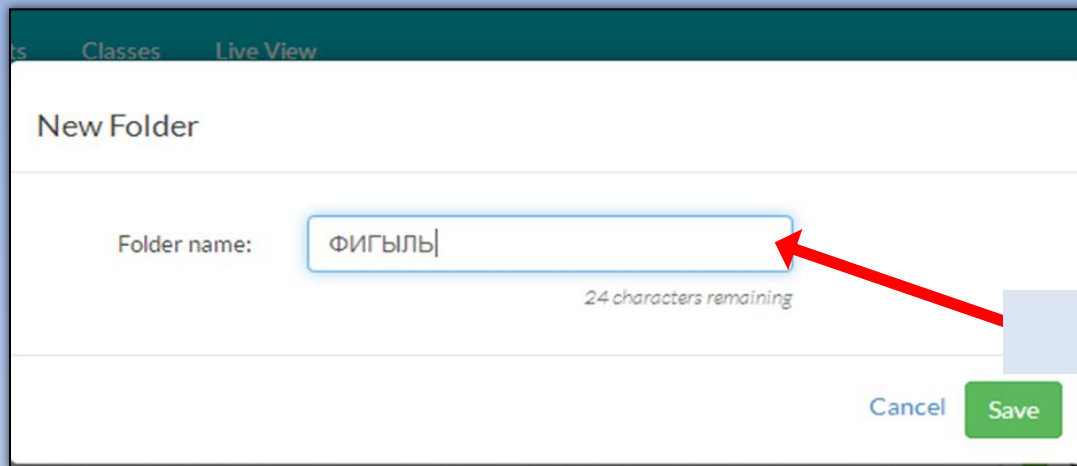 ts Classes Live View
New Folder
Folder name: ФИГЫЛЬ
24 characters remaining
Cancel Save